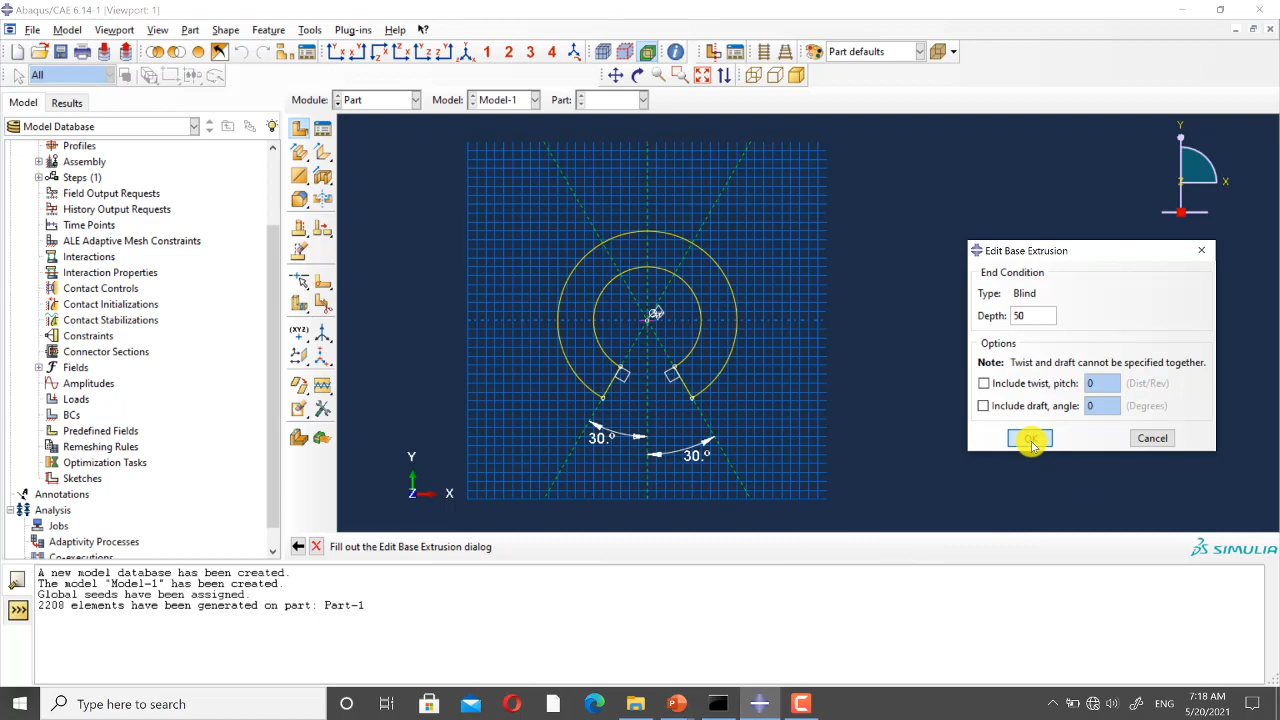 Abaqus/CAE 6.14-1 [Viewport: 1]
File Model Viewport View Part Shape Feature Tools Plug-ins Help
1 2 3 4
Part defaults
All
Model Results
Module: Part Model: Model-1 Part:
Model Database
Profiles
Assembly
Steps (1)
Field Output Requests
History Output Requests
Time Points
ALE Adaptive Mesh Constraints
Interactions
Interaction Properties
Contact Controls
Contact Initializations
Contact Stabilizations
Constraints
Connector Sections
Fields
Amplitudes
Loads
BCs
Predefined Fields
Remeshing Rules
Optimization Tasks
Sketches
Annotations
Analysis
Jobs
Adaptivity Processes
Co-executions
(XYZ)
30.º
30.º
Y
Z X
Y
Z X
Edit Base Extrusion
End Condition
Type: Blind
Depth: 50
Options
Note: Twist and draft cannot be specified together.
Include twist, pitch: 0 (Dist/Rev)
Include draft, angle: 0 (Degrees)
OK Cancel
Fill out the Edit Base Extrusion dialog
SIMULIA
A new model database has been created.
The model "Model-1" has been created.
Global seeds have been assigned.
2208 elements have been generated on part: Part-1
>>>
Type here to search
ENG
7:18 AM
5/20/2021